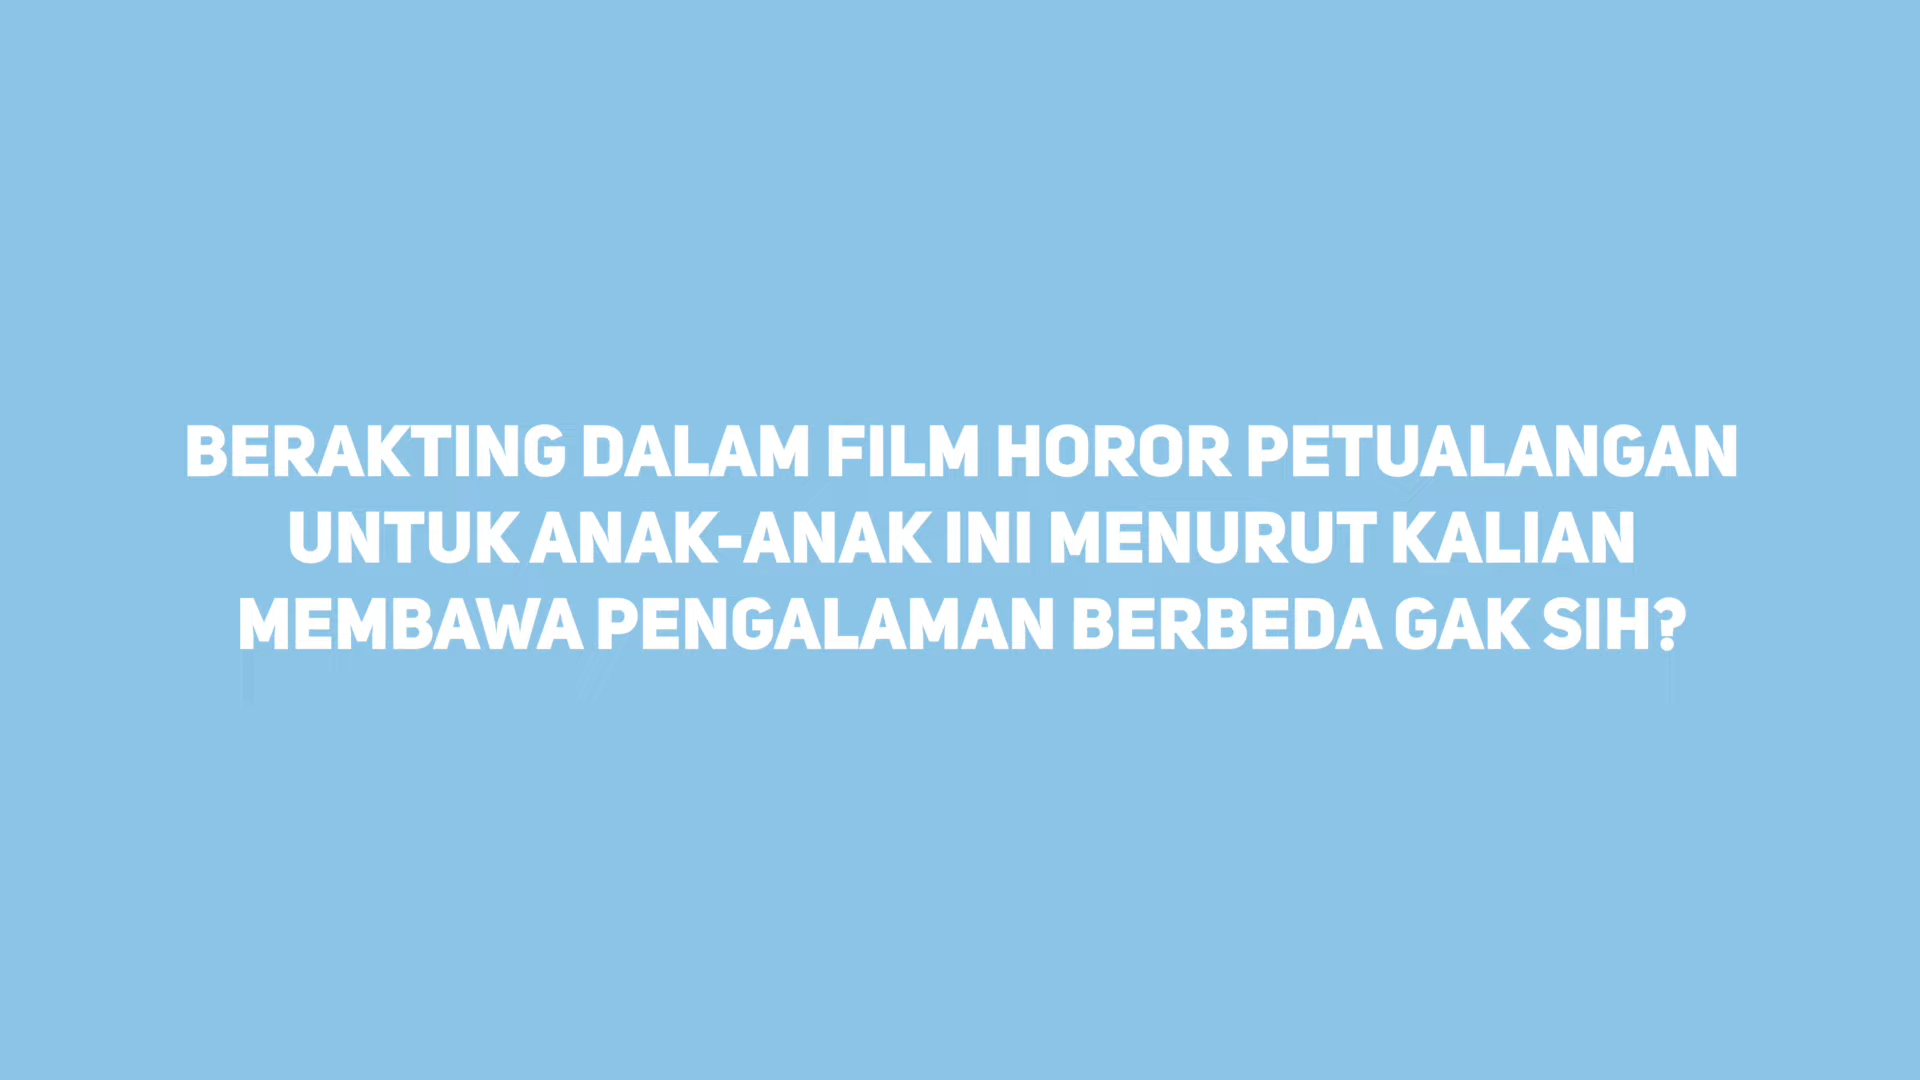 BERAKTING DALAM FILM HOROR PETUALANGAN
UNTUK ANAK-ANAK INI MENURUT KALIAN
MEMBAWA PENGALAMAN BERBEDA GAK SIH?